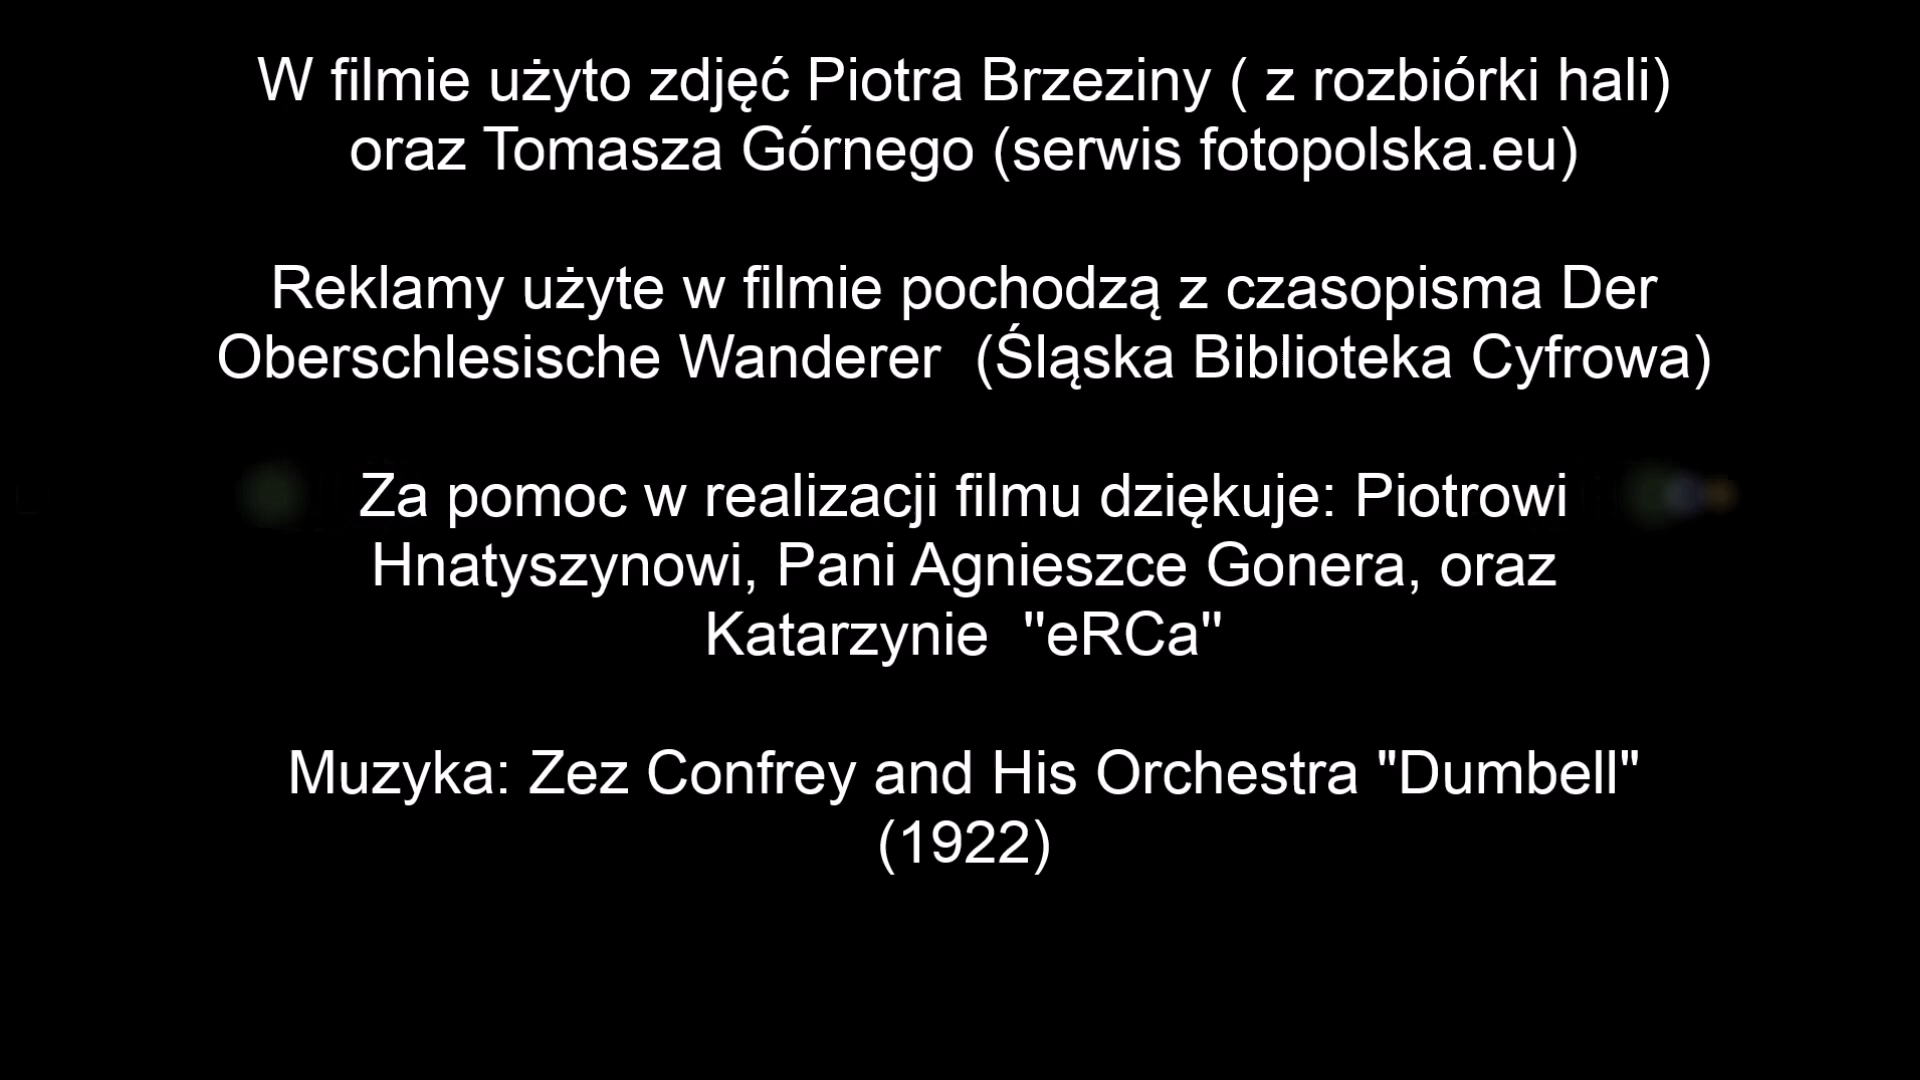 W filmie użyto zdjęć Piotra Brzeziny ( z rozbiórki hali)
oraz Tomasza Górnego (serwis fotopolska.eu)
Reklamy użyte w filmie pochodzą z czasopisma Der
Oberschlesische Wanderer  (Śląska Biblioteka Cyfrowa)
Za pomoc w realizacji filmu dziękuje: Piotrowi
Hnatyszynowi, Pani Agnieszce Gonera, oraz
Katarzynie  "eRCa"
Muzyka: Zez Confrey and His Orchestra "Dumbell"
(1922)